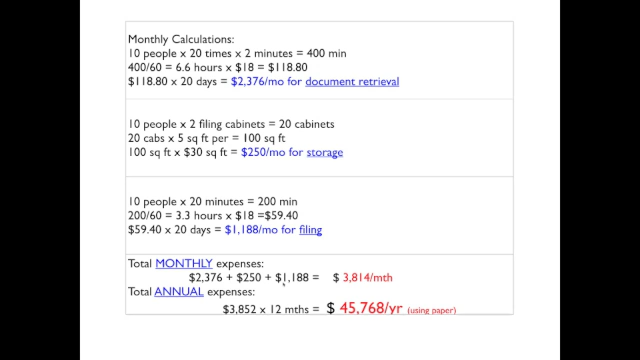 Monthly Calculations:
10 people x 20 times x 2 minutes = 400 min
400/60 = 6.6 hours x $18 = $118.80
$118.80 x 20 days = $2,376/mo for document retrieval
10 people x 2 filing cabinets = 20 cabinets
20 cabs x 5 sq ft per = 100 sq ft
100 sq ft x $30 sq ft = $250/mo for storage
10 people x 20 minutes = 200 min
200/60 = 3.3 hours x $18 =$59.40
$59.40 x 20 days = $1,188/mo for filing
Total MONTHLY expenses:
$2,376 + $250 + $1,188 = $ 3,814/mth
Total ANNUAL expenses:
$3,852 x 12 mths = $ 45,768/yr (using paper)